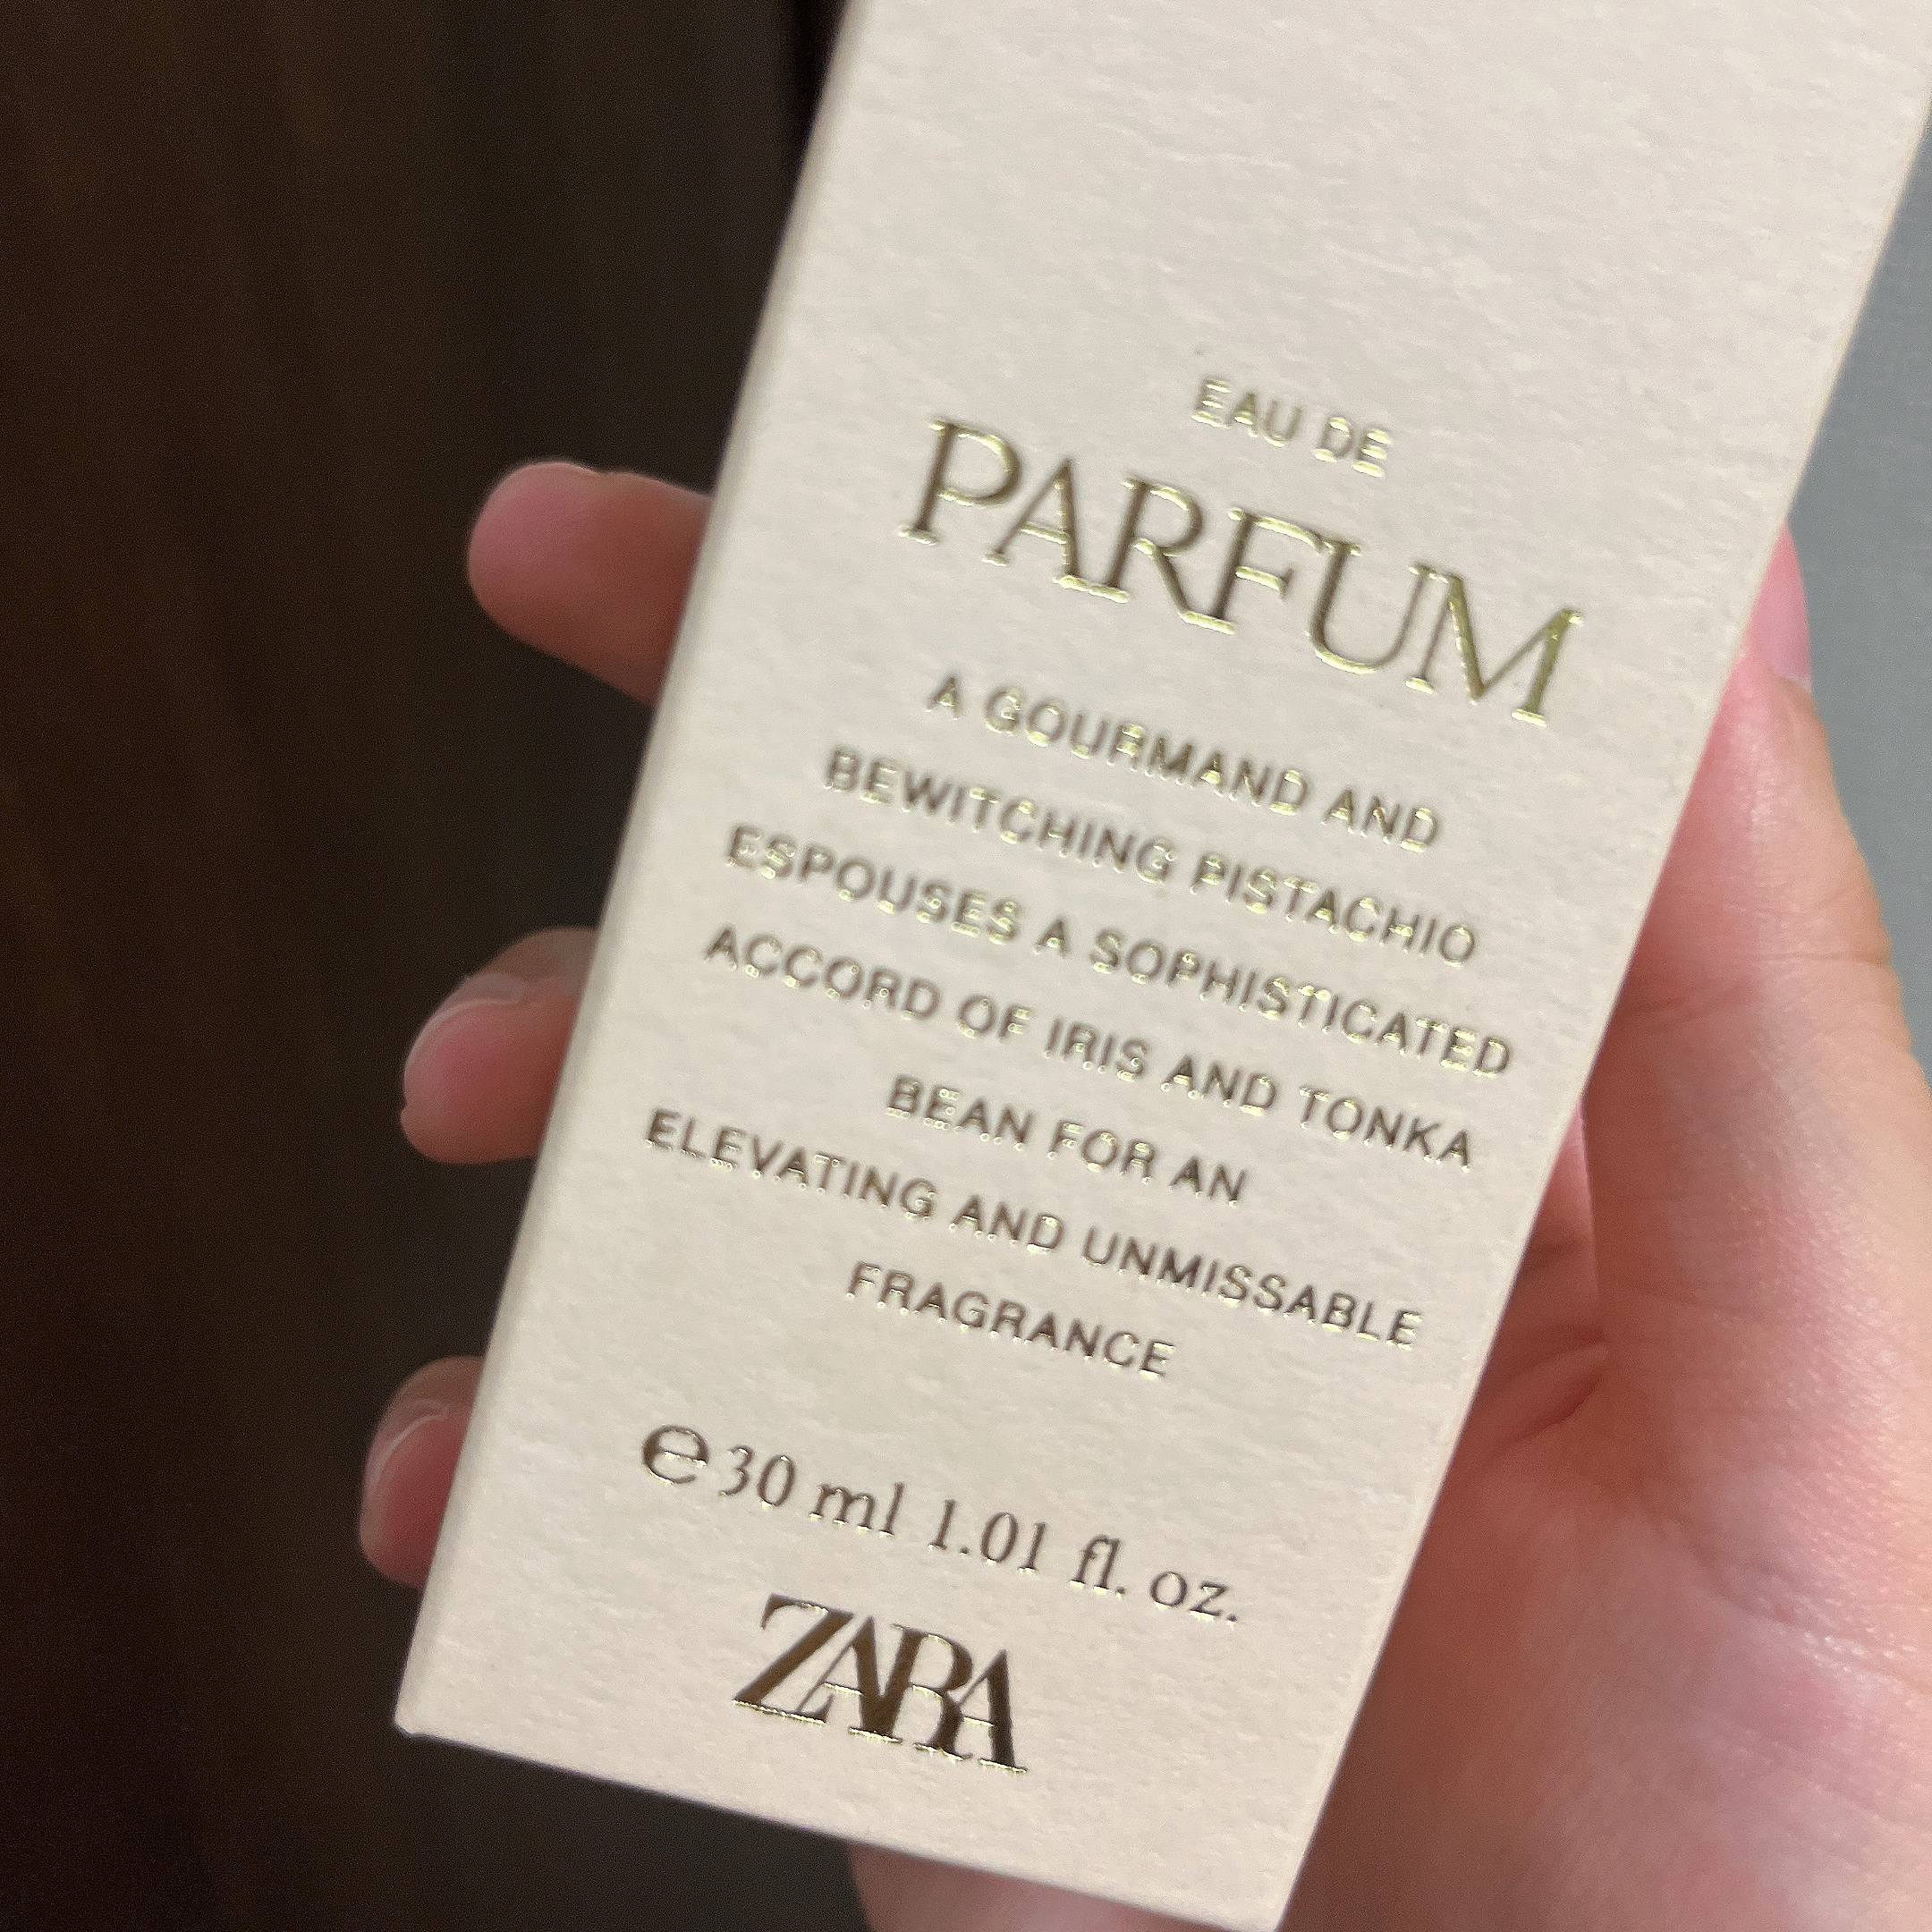 EAU DE
PARFUM
A GOURMAND AND
BEWITCHING PISTACHIO
ESPOUSES A SOPHISTICATED
ACCORD OF IRIS AND TONKA
BEAN FOR AN
ELEVATING AND UNMISSABLE
FRAGRANCE
℮ 30 ml 1.01 fl. oz.
ZARA